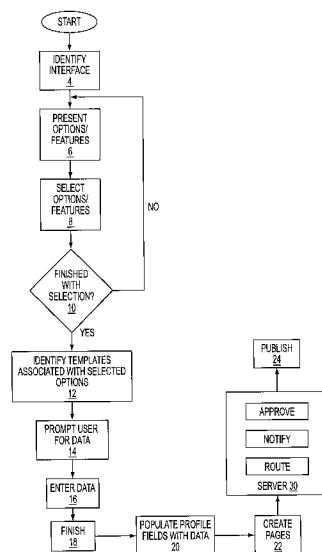 START
IDENTIFY
INTERFACE
4
PRESENT
OPTIONS/
FEATURES
6
SELECT
OPTIONS/
FEATURES
8
NO
FINISHED
WITH
SELECTION?
10
YES
IDENTIFY TEMPLATES
ASSOCIATED WITH SELECTED
OPTIONS
12
PROMPT USER
FOR DATA
14
ENTER DATA
16
FINISH
18
POPULATE PROFILE
FIELDS WITH DATA
20
CREATE
PAGES
22
SERVER 30
ROUTE
NOTIFY
APPROVE
PUBLISH
24